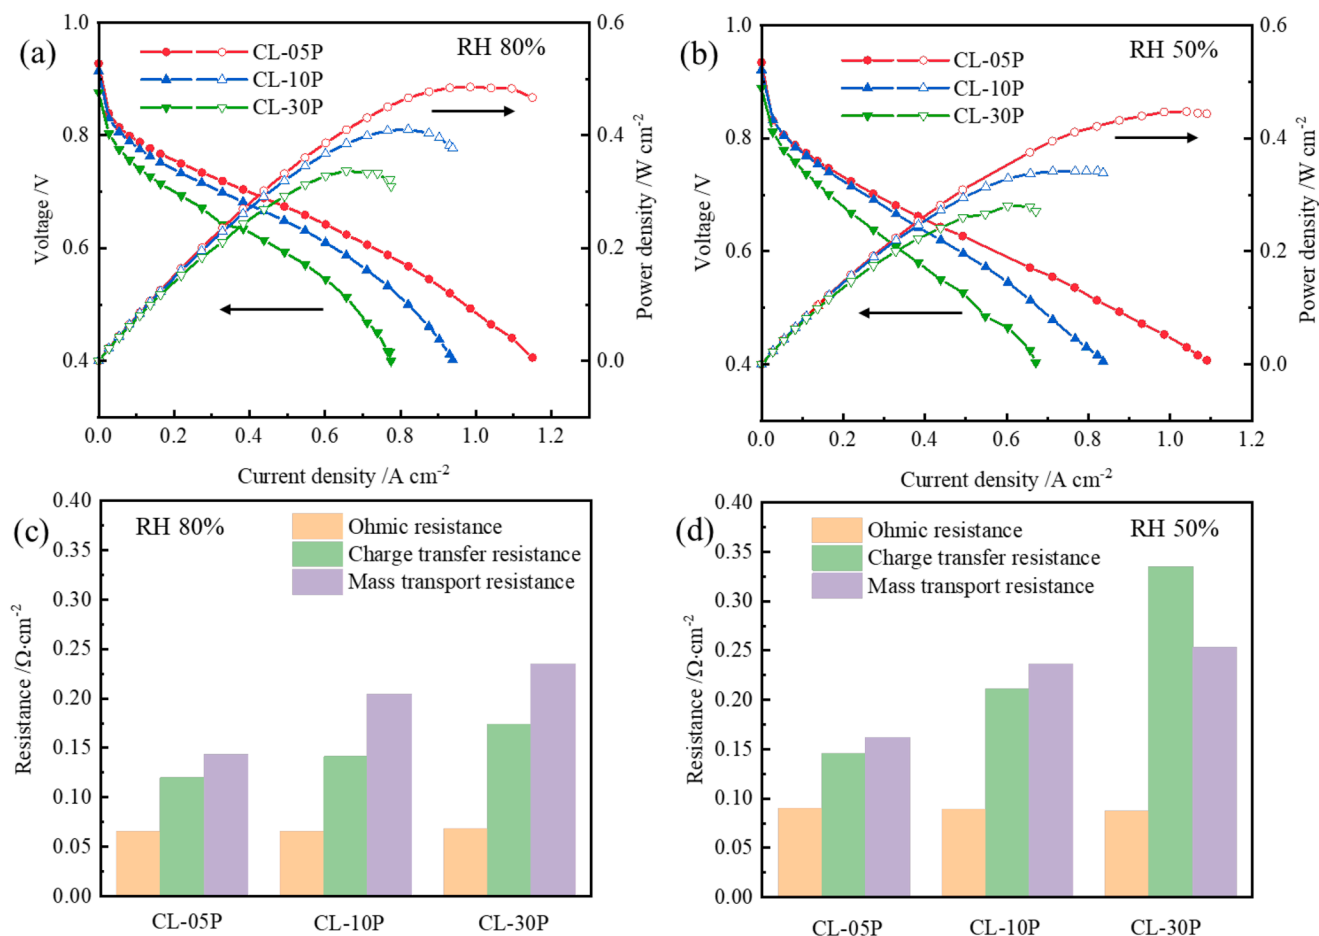 (a)
RH 80%
CL-05P
CL-10P
CL-30P
1.0
0.8
0.6
0.4
Voltage /V
0.6
0.4
0.2
0.0
Power density /W cm-2
0.0 0.2 0.4 0.6 0.8 1.0 1.2
Current density /A cm-2
(b)
RH 50%
CL-05P
CL-10P
CL-30P
1.0
0.8
0.6
0.4
Voltage /V
0.6
0.4
0.2
0.0
Power density /W cm-2
0.0 0.2 0.4 0.6 0.8 1.0 1.2
Current density /A cm-2
(c)
RH 80%
Ohmic resistance
Charge transfer resistance
Mass transport resistance
0.40
0.35
0.30
0.25
0.20
0.15
0.10
0.05
0.00
Resistance /Ω·cm-2
CL-05P CL-10P CL-30P
(d)
RH 50%
Ohmic resistance
Charge transfer resistance
Mass transport resistance
0.40
0.35
0.30
0.25
0.20
0.15
0.10
0.05
0.00
Resistance /Ω·cm-2
CL-05P CL-10P CL-30P